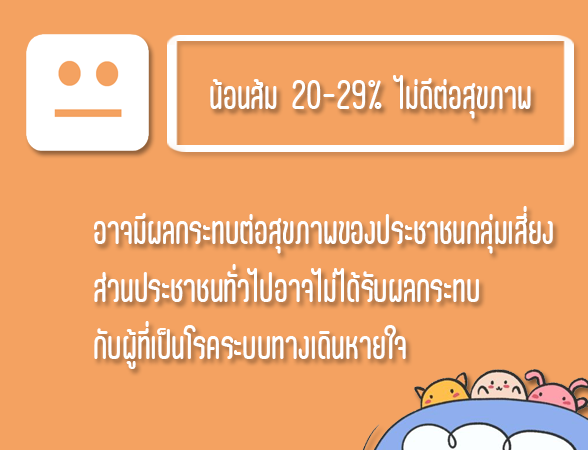 น้อนส้ม 20-29% ไม่ดีต่อสุขภาพ
อาจมีผลกระทบต่อสุขภาพของประชาชนกลุ่มเสี่ยง
ส่วนประชาชนทั่วไปอาจไม่ได้รับผลกระทบ
กับผู้ที่เป็นโรคระบบทางเดินหายใจ